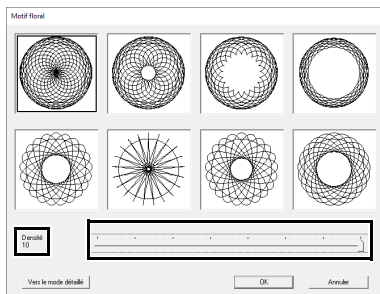 Motif floral
Densité
10
Vers le mode détaillé
OK
Annuler